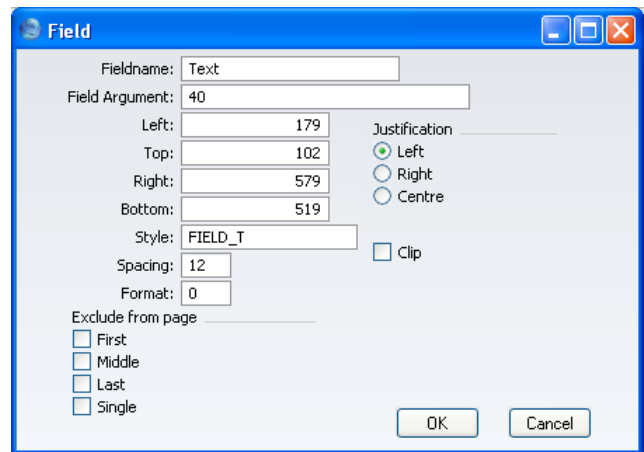 Field
Fieldname: Text
Field Argument: 40
Left: 179
Justification
Top: 102
Left
Right: 579
Right
Bottom: 519
Centre
Style: FIELD_T
Clip
Spacing: 12
Format: 0
Exclude from page
First
Middle
Last
Single
OK Cancel